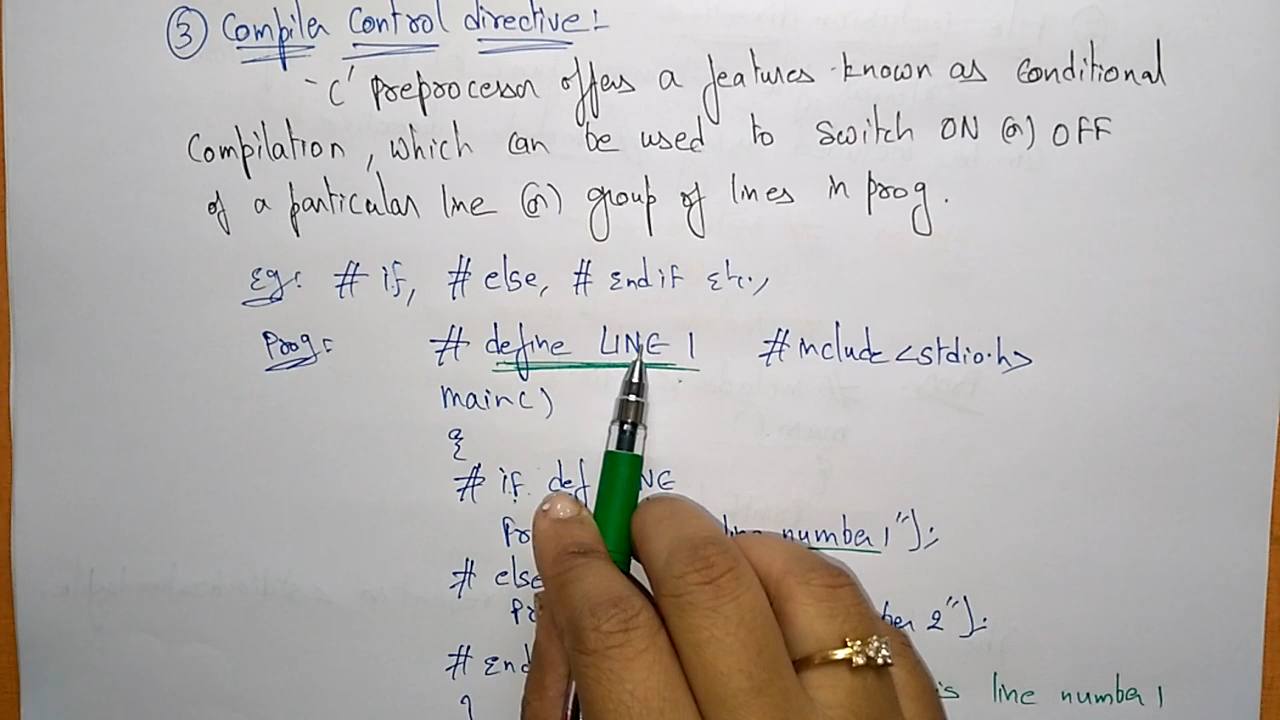 ③ Compiler Control directive:-
- 'C' preprocessor offers a features known as Conditional
Compilation, which can be used to switch ON (or) OFF
of a particular line (or) group of lines in prog.
Eg: # if, # else, # Endif Etc.,
Prog:- # define LINE 1 #include <stdio.h>
main()
{
# if def
number 1");
# else
2");
# End
is line number 1